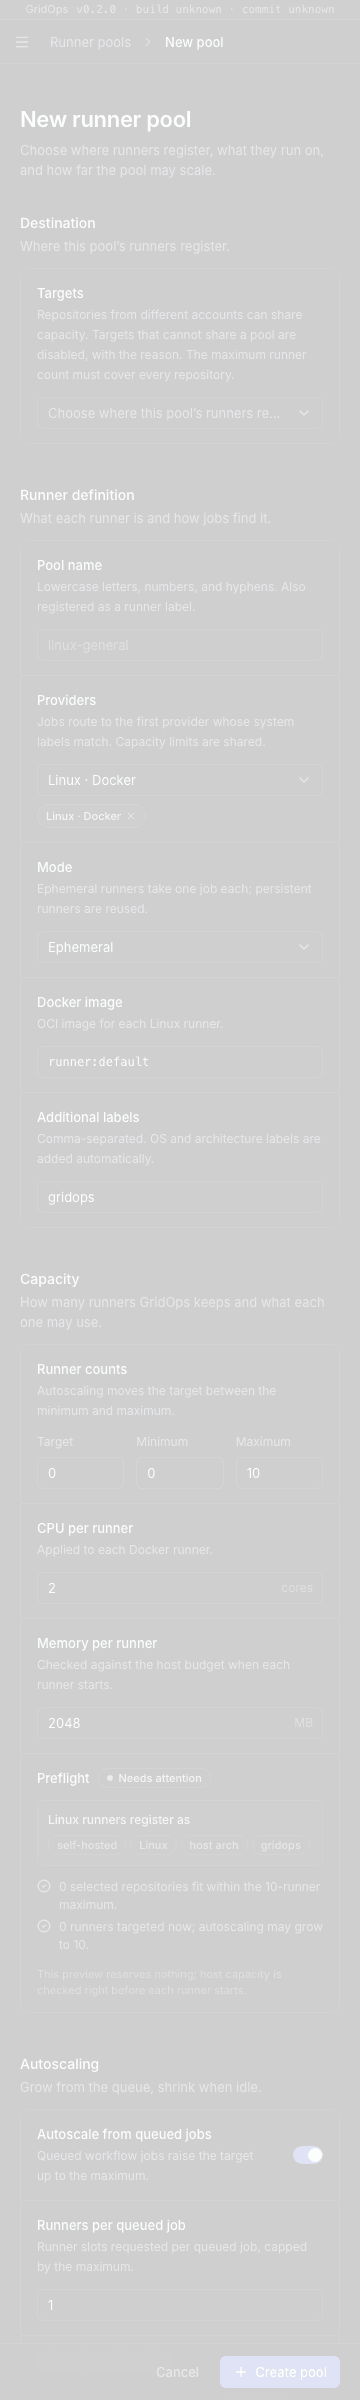 GridOps v0.2.0 · build unknown · commit unknown
Runner pools > New pool
New runner pool
Choose where runners register, what they run on,
and how far the pool may scale.
Destination
Where this pool's runners register.
Targets
Repositories from different accounts can share
capacity. Targets that cannot share a pool are
disabled, with the reason. The maximum runner
count must cover every repository.
Choose where this pool's runners re...
Runner definition
What each runner is and how jobs find it.
Pool name
Lowercase letters, numbers, and hyphens. Also
registered as a runner label.
linux-general
Providers
Jobs route to the first provider whose system
labels match. Capacity limits are shared.
Linux · Docker
Linux · Docker ×
Mode
Ephemeral runners take one job each; persistent
runners are reused.
Ephemeral
Docker image
OCI image for each Linux runner.
runner:default
Additional labels
Comma-separated. OS and architecture labels are
added automatically.
gridops
Capacity
How many runners GridOps keeps and what each
one may use.
Runner counts
Autoscaling moves the target between the
minimum and maximum.
Target Minimum Maximum
0 0 10
CPU per runner
Applied to each Docker runner.
2 cores
Memory per runner
Checked against the host budget when each
runner starts.
2048 MB
Preflight Needs attention
Linux runners register as
self-hosted Linux host arch gridops
0 selected repositories fit within the 10-runner
maximum.
0 runners targeted now; autoscaling may grow
to 10.
This preview reserves nothing; host capacity is
checked right before each runner starts.
Autoscaling
Grow from the queue, shrink when idle.
Autoscale from queued jobs
Queued workflow jobs raise the target
up to the maximum.
Runners per queued job
Runner slots requested per queued job, capped
by the maximum.
1
Cancel + Create pool